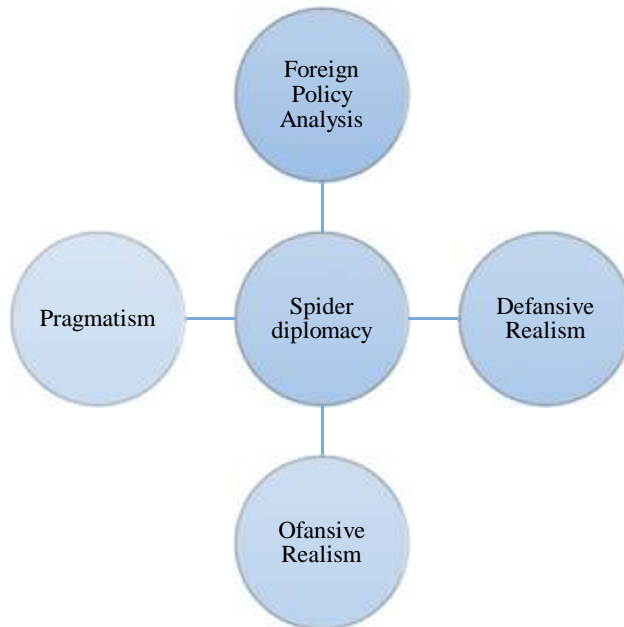 Foreign
Policy
Analysis
Pragmatism
Spider
diplomacy
Defansive
Realism
Ofansive
Realism